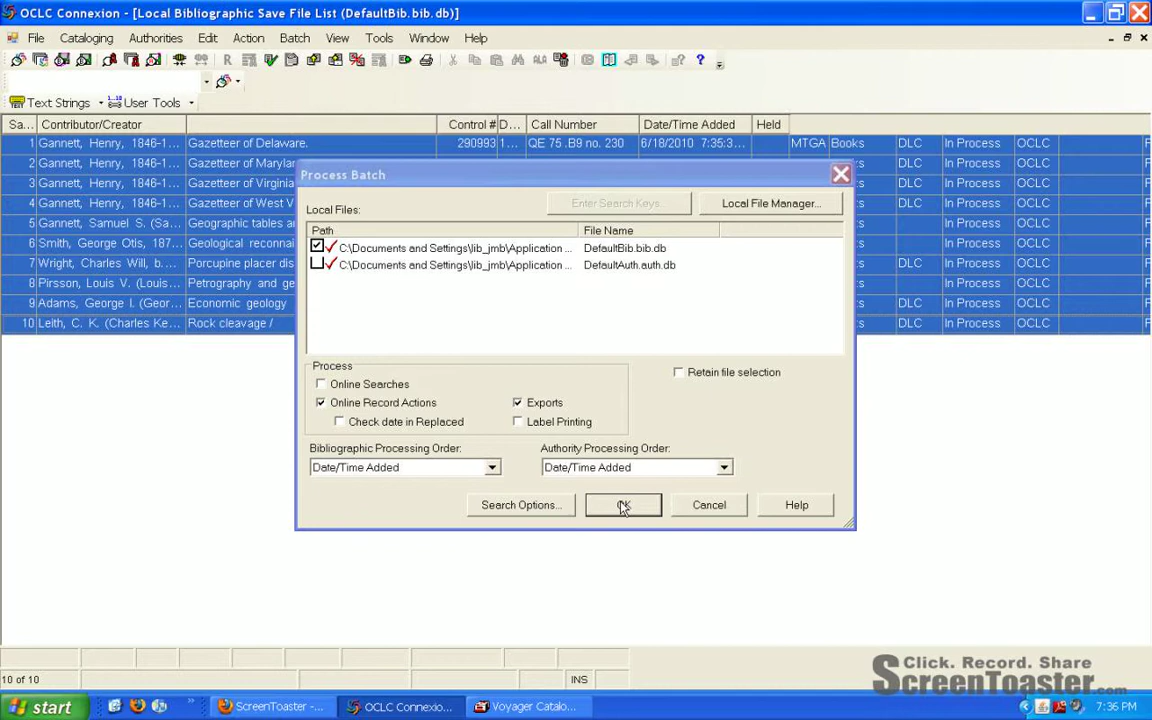 OCLC Connexion - [Local Bibliographic Save File List (DefaultBib.bib.db)]
File Cataloging Authorities Edit Action Batch View Tools Window Help
Text Strings User Tools
Sa... Contributor/Creator Control # D... Call Number Date/Time Added Held
1 Gannett, Henry, 1846-1... Gazetteer of Delaware. 290993 1... QE 75 .B9 no. 230 6/18/2010 7:35:3... MTGA Books DLC In Process OCLC
2 Gannett, Henry, 1846-1... Gazetteer of Marylan DLC In Process OCLC
3 Gannett, Henry, 1846-1... Gazetteer of Virginia DLC In Process OCLC
4 Gannett, Henry, 1846-1... Gazetteer of West V DLC In Process OCLC
5 Gannett, Samuel S. (Sa... Geographic tables a In Process OCLC
6 Smith, George Otis, 187... Geological reconnai In Process OCLC
7 Wright, Charles Will, b. ... Porcupine placer dis DLC In Process OCLC
8 Pirsson, Louis V. (Louis... Petrography and ge In Process OCLC
9 Adams, George I. (Geor... Economic geology DLC In Process OCLC
10 Leith, C. K. (Charles Ke... Rock cleavage / DLC In Process OCLC
Process Batch
Local Files: Enter Search Keys... Local File Manager...
Path File Name
C:\Documents and Settings\lib_jmb\Application ... DefaultBib.bib.db
C:\Documents and Settings\lib_jmb\Application ... DefaultAuth.auth.db
Process
Retain file selection
Online Searches
Online Record Actions Exports
Check date in Replaced Label Printing
Bibliographic Processing Order: Authority Processing Order:
Date/Time Added Date/Time Added
Search Options... OK Cancel Help
10 of 10 INS
Click. Record. Share
ScreenToaster.com
start ScreenToaster -... OCLC Connexio... Voyager Catalo... 7:36 PM